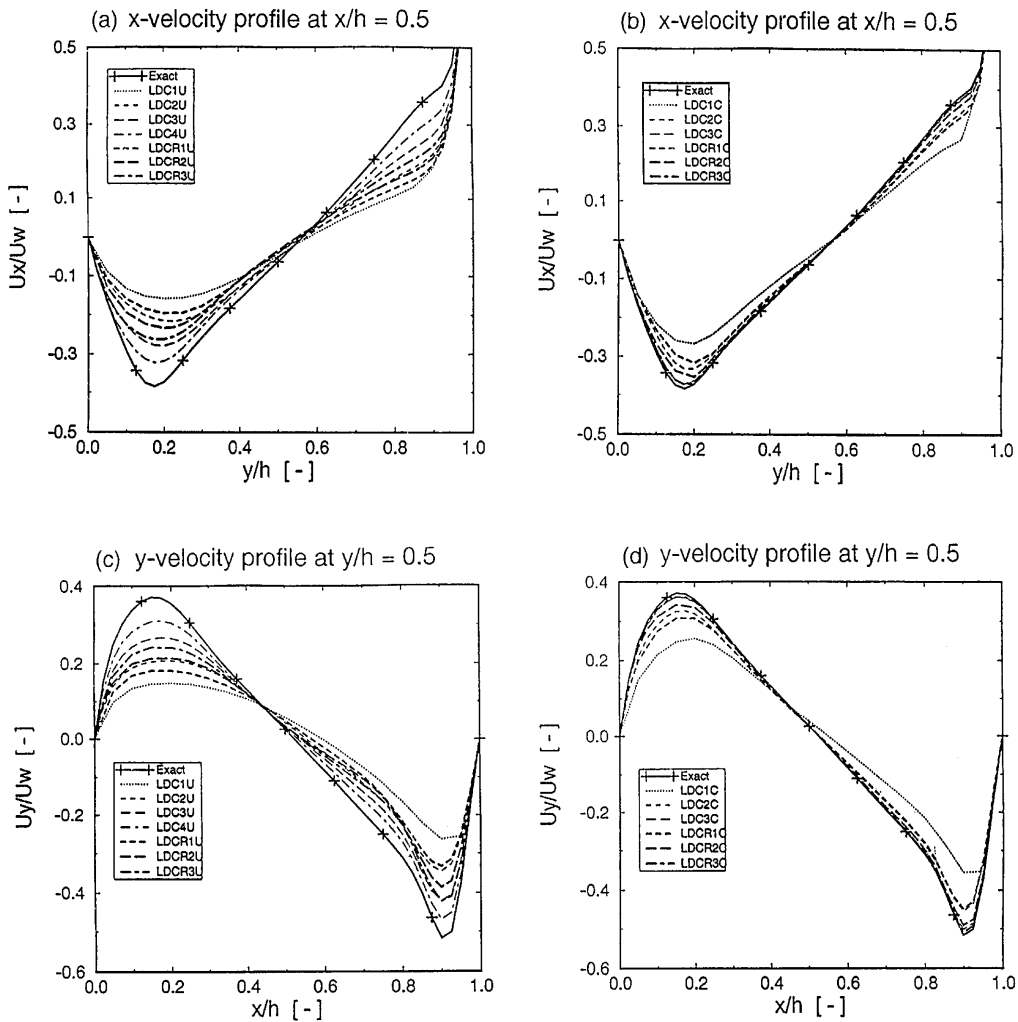 (a) x-velocity profile at x/h = 0.5
0.5
0.3
0.1
-0.1
-0.3
-0.5
Ux/Uw [-]
Exact
LDC1U
LDC2U
LDC3U
LDC4U
LDCR1U
LDCR2U
LDCR3U
0.0 0.2 0.4 0.6 0.8 1.0
y/h [-]
(b) x-velocity profile at x/h = 0.5
0.5
0.3
0.1
-0.1
-0.3
-0.5
Ux/Uw [-]
Exact
LDC1C
LDC2C
LDC3C
LDCR1C
LDCR2C
LDCR3C
0.0 0.2 0.4 0.6 0.8 1.0
y/h [-]
(c) y-velocity profile at y/h = 0.5
0.4
0.2
0.0
-0.2
-0.4
-0.6
Uy/Uw [-]
Exact
LDC1U
LDC2U
LDC3U
LDC4U
LDCR1U
LDCR2U
LDCR3U
0.0 0.2 0.4 0.6 0.8 1.0
x/h [-]
(d) y-velocity profile at y/h = 0.5
0.4
0.2
0.0
-0.2
-0.4
-0.6
Uy/Uw [-]
Exact
LDC1C
LDC2C
LDC3C
LDCR1C
LDCR2C
LDCR3C
0.0 0.2 0.4 0.6 0.8 1.0
x/h [-]